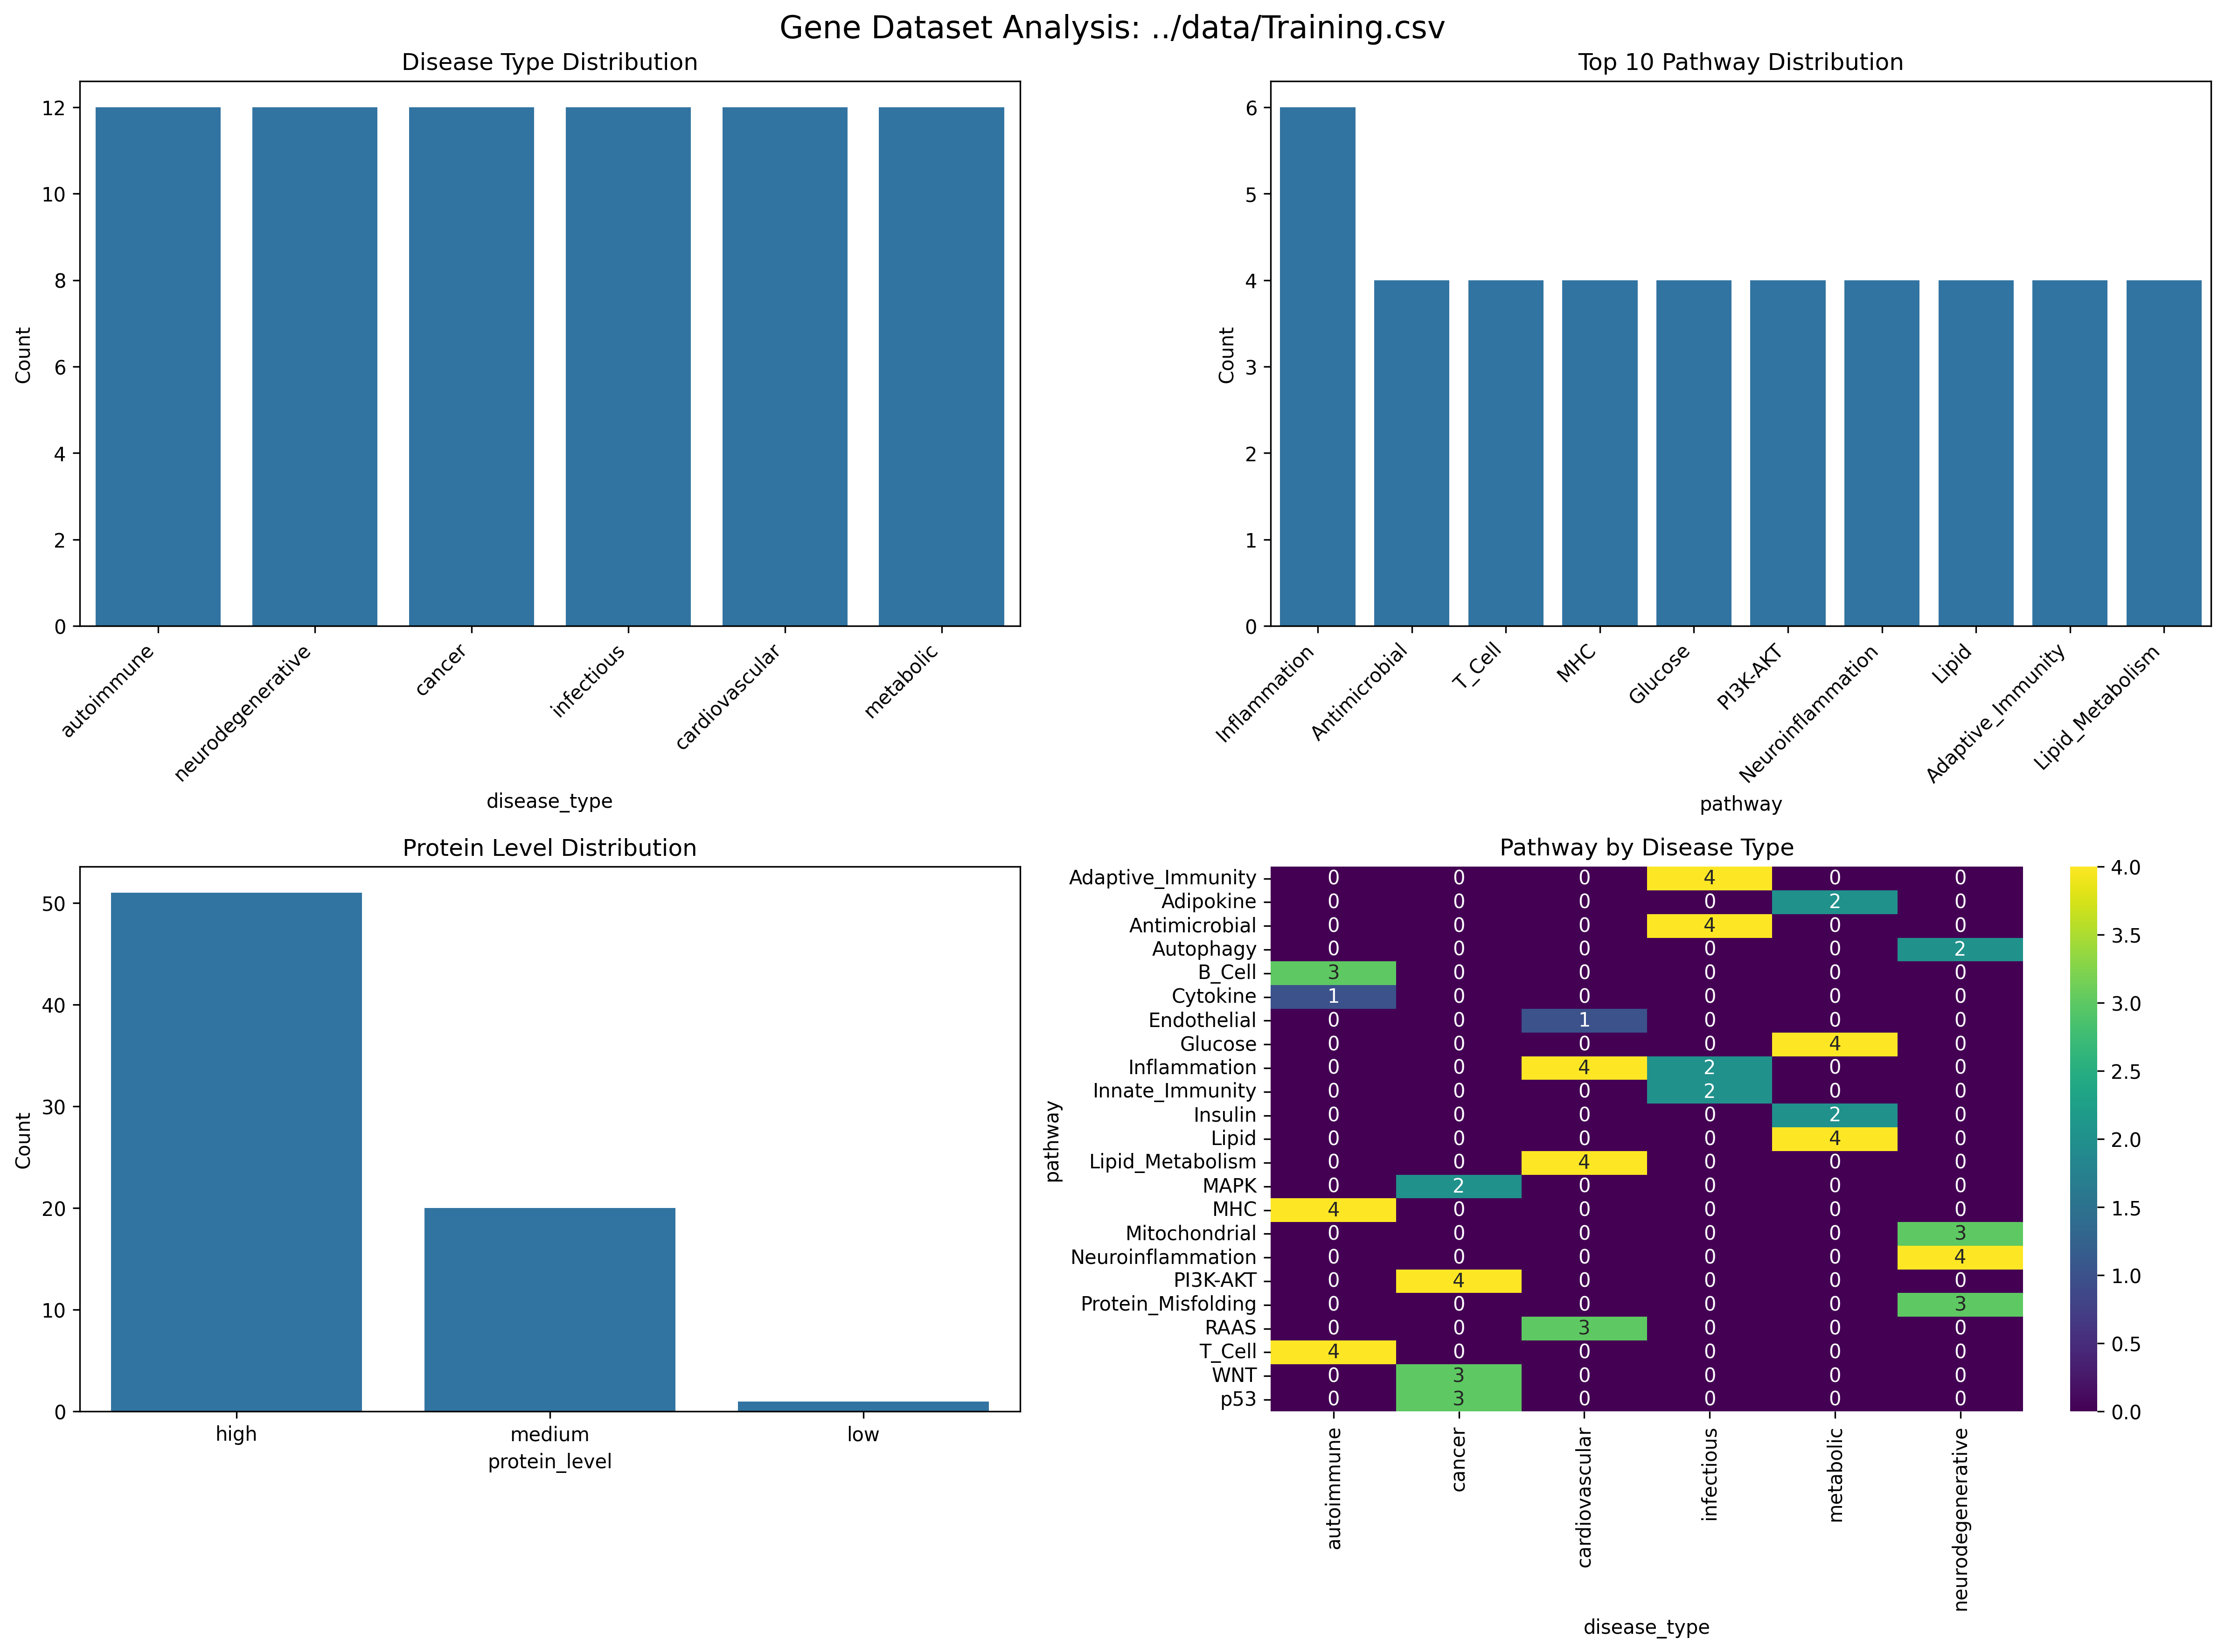 Gene Dataset Analysis: ../data/Training.csv
Disease Type Distribution
Count
12
10
8
6
4
2
0
autoimmune
neurodegenerative
cancer
infectious
cardiovascular
metabolic
disease_type
Top 10 Pathway Distribution
Count
6
5
4
3
2
1
0
Inflammation
Antimicrobial
T_Cell
MHC
Glucose
PI3K-AKT
Neuroinflammation
Lipid
Adaptive_Immunity
Lipid_Metabolism
pathway
Protein Level Distribution
Count
50
40
30
20
10
0
high
medium
low
protein_level
Pathway by Disease Type
pathway
Adaptive_Immunity 0 0 0 4 0 0
Adipokine 0 0 0 0 2 0
Antimicrobial 0 0 0 4 0 0
Autophagy 0 0 0 0 0 2
B_Cell 3 0 0 0 0 0
Cytokine 1 0 0 0 0 0
Endothelial 0 0 1 0 0 0
Glucose 0 0 0 0 4 0
Inflammation 0 0 4 2 0 0
Innate_Immunity 0 0 0 2 0 0
Insulin 0 0 0 0 2 0
Lipid 0 0 0 0 4 0
Lipid_Metabolism 0 0 4 0 0 0
MAPK 0 2 0 0 0 0
MHC 4 0 0 0 0 0
Mitochondrial 0 0 0 0 0 3
Neuroinflammation 0 0 0 0 0 4
PI3K-AKT 0 4 0 0 0 0
Protein_Misfolding 0 0 0 0 0 3
RAAS 0 0 3 0 0 0
T_Cell 4 0 0 0 0 0
WNT 0 3 0 0 0 0
p53 0 3 0 0 0 0
autoimmune
cancer
cardiovascular
infectious
metabolic
neurodegenerative
disease_type
4.0
3.5
3.0
2.5
2.0
1.5
1.0
0.5
0.0